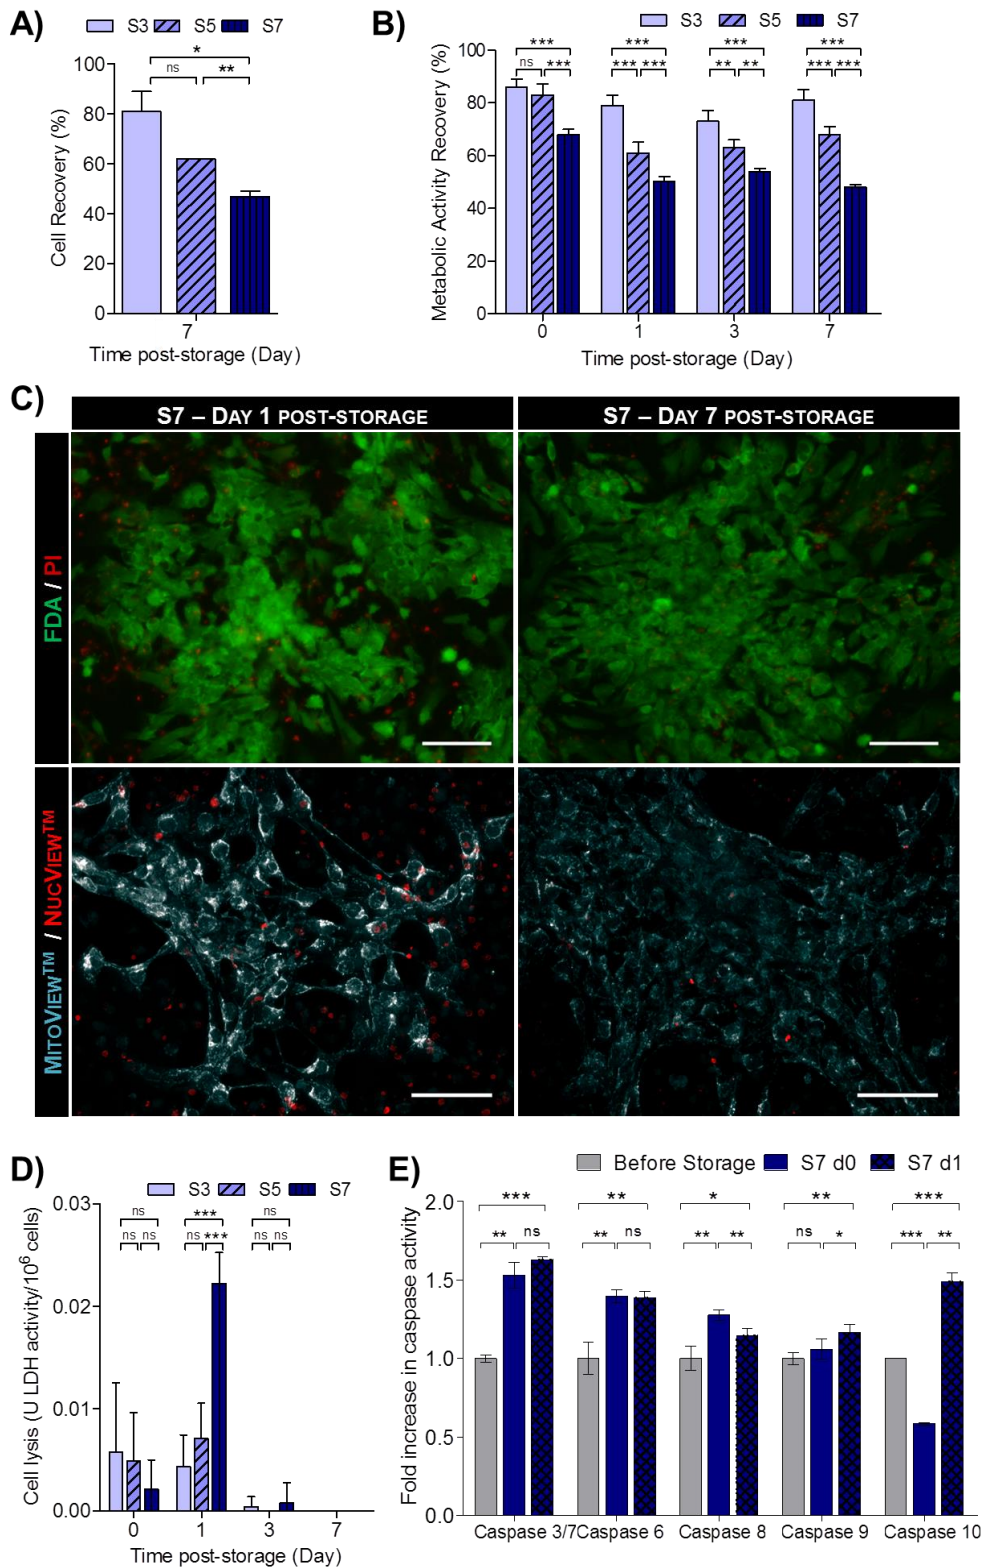 A)
S3 S5 S7
*
ns **
100
80
60
40
20
0
Cell Recovery (%)
7
Time post-storage (Day)
B)
S3 S5 S7
*** *** *** ***
ns *** *** *** ** ** *** ***
100
80
60
40
20
0
Metabolic Activity Recovery (%)
0 1 3 7
Time post-storage (Day)
C)
S7 – DAY 1 POST-STORAGE
S7 – DAY 7 POST-STORAGE
FDA / PI
MITOVIEW™ / NUCVIEW™
D)
S3 S5 S7
ns *** ns
ns ns ns *** ns ns
0.03
0.02
0.01
0.00
Cell lysis (U LDH activity/10⁶ cells)
0 1 3 7
Time post-storage (Day)
E)
Before Storage S7 d0 S7 d1
*** ** * ** ***
** ns ** ns ** ** ns * *** **
2.0
1.5
1.0
0.5
0.0
Fold increase in caspase activity
Caspase 3/7 Caspase 6 Caspase 8 Caspase 9 Caspase 10